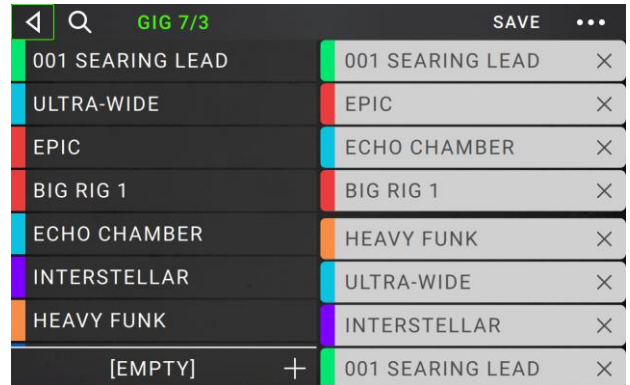 GIG 7/3 SAVE
001 SEARING LEAD
ULTRA-WIDE
EPIC
BIG RIG 1
ECHO CHAMBER
INTERSTELLAR
HEAVY FUNK
[EMPTY]
001 SEARING LEAD
EPIC
ECHO CHAMBER
BIG RIG 1
HEAVY FUNK
ULTRA-WIDE
INTERSTELLAR
001 SEARING LEAD